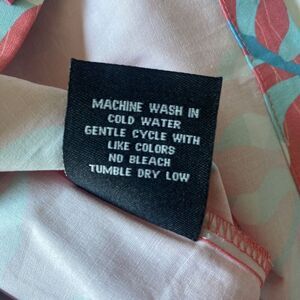 MACHINE WASH IN
COLD WATER
GENTLE CYCLE WITH
LIKE COLORS
NO BLEACH
TUMBLE DRY LOW